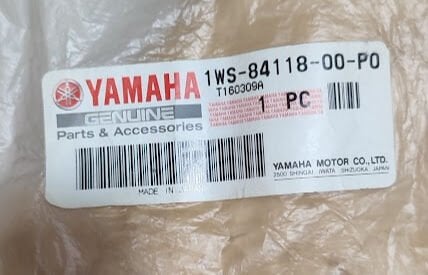 YAMAHA
GENUINE
Parts & Accessories
1WS-84118-00-P0
T160309A
1 PC
MADE IN
YAMAHA MOTOR CO.,LTD.
2500 SHINGAI, IWATA SHIZUOKA, JAPAN